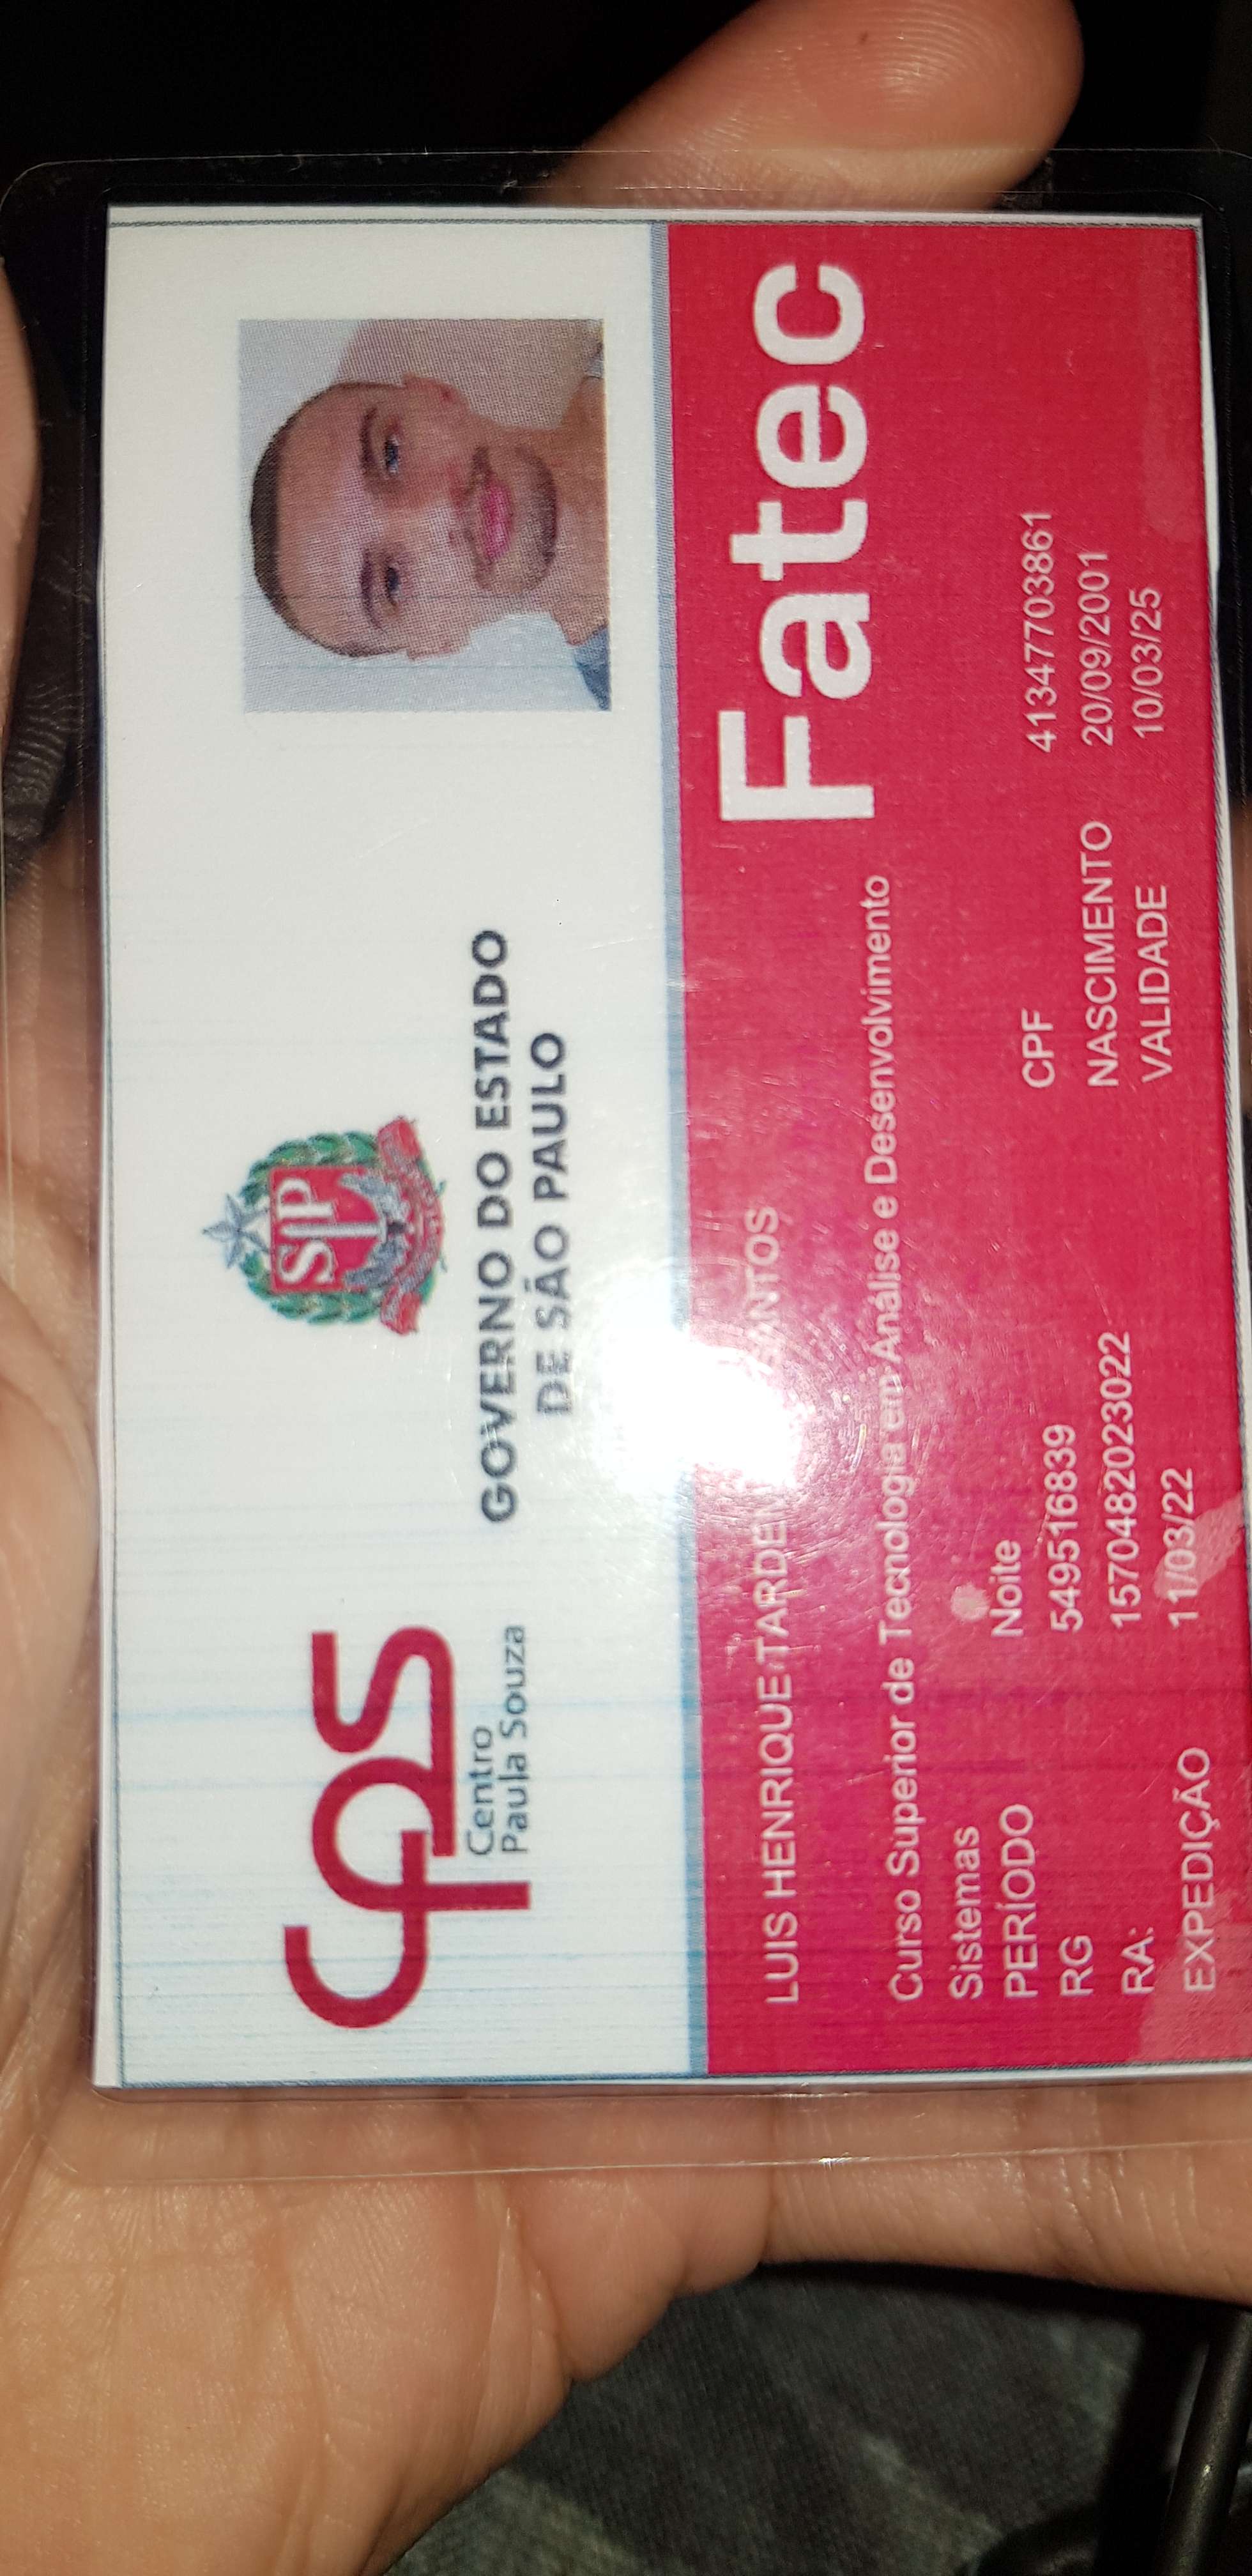 cps
Centro
Paula Souza
SP
GOVERNO DO ESTADO
DE SÃO PAULO
Fatec
LUIS HENRIQUE
Curso Superior de Tecnologia em Análise e Desenvolvimento
Sistemas
PERÍODO Noite
RG 549516839 CPF 41347703861
RA: 1570482023022 NASCIMENTO 20/09/2001
EXPEDIÇÃO 11/03/22 VALIDADE 10/03/25